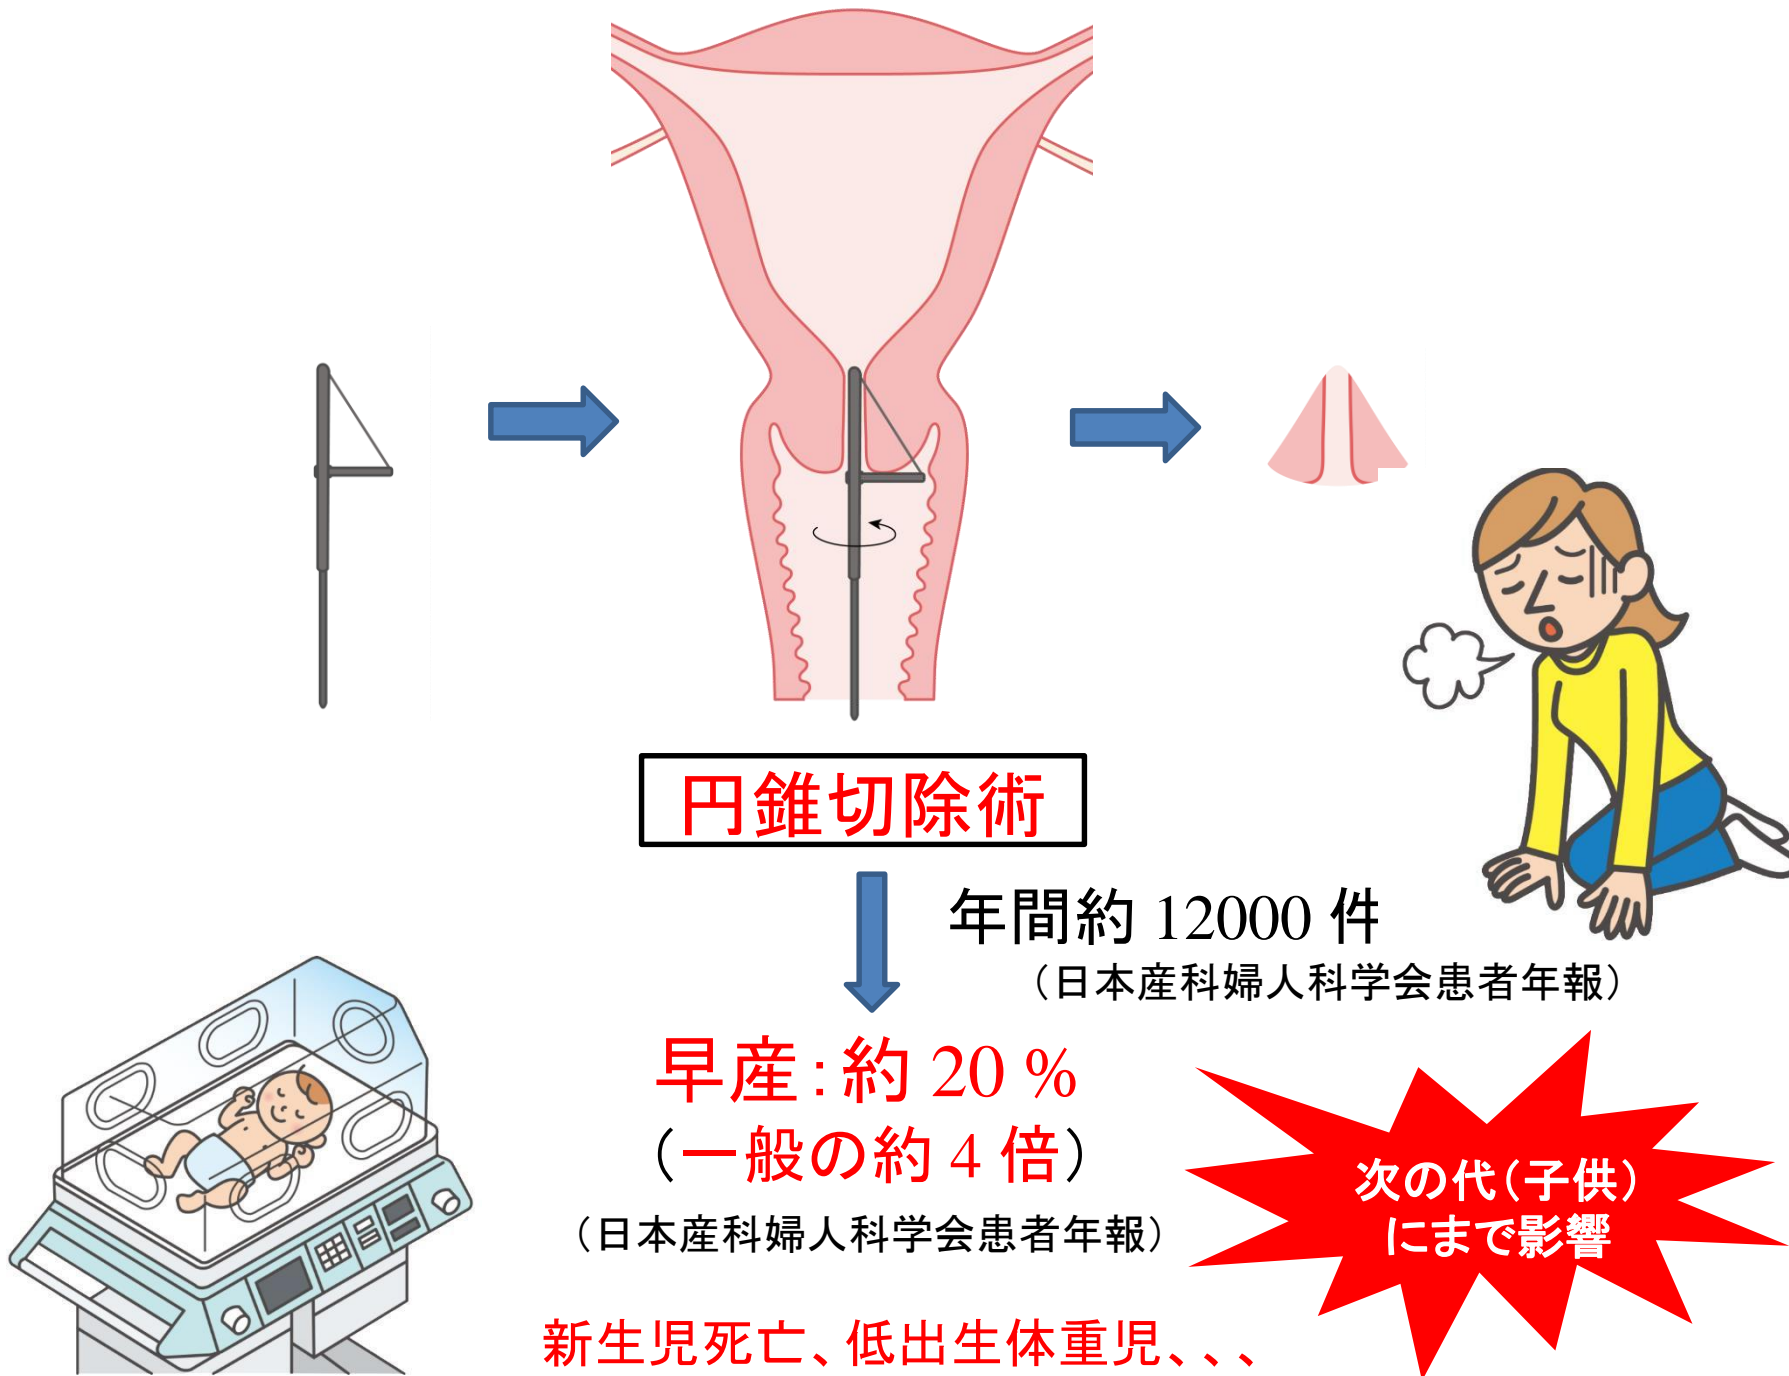 円錐切除術
年間約 12000 件
（日本産科婦人科学会患者年報）
早産：約 20 %
（一般の約 4 倍）
（日本産科婦人科学会患者年報）
次の代（子供）
にまで影響
新生児死亡、低出生体重児、、、